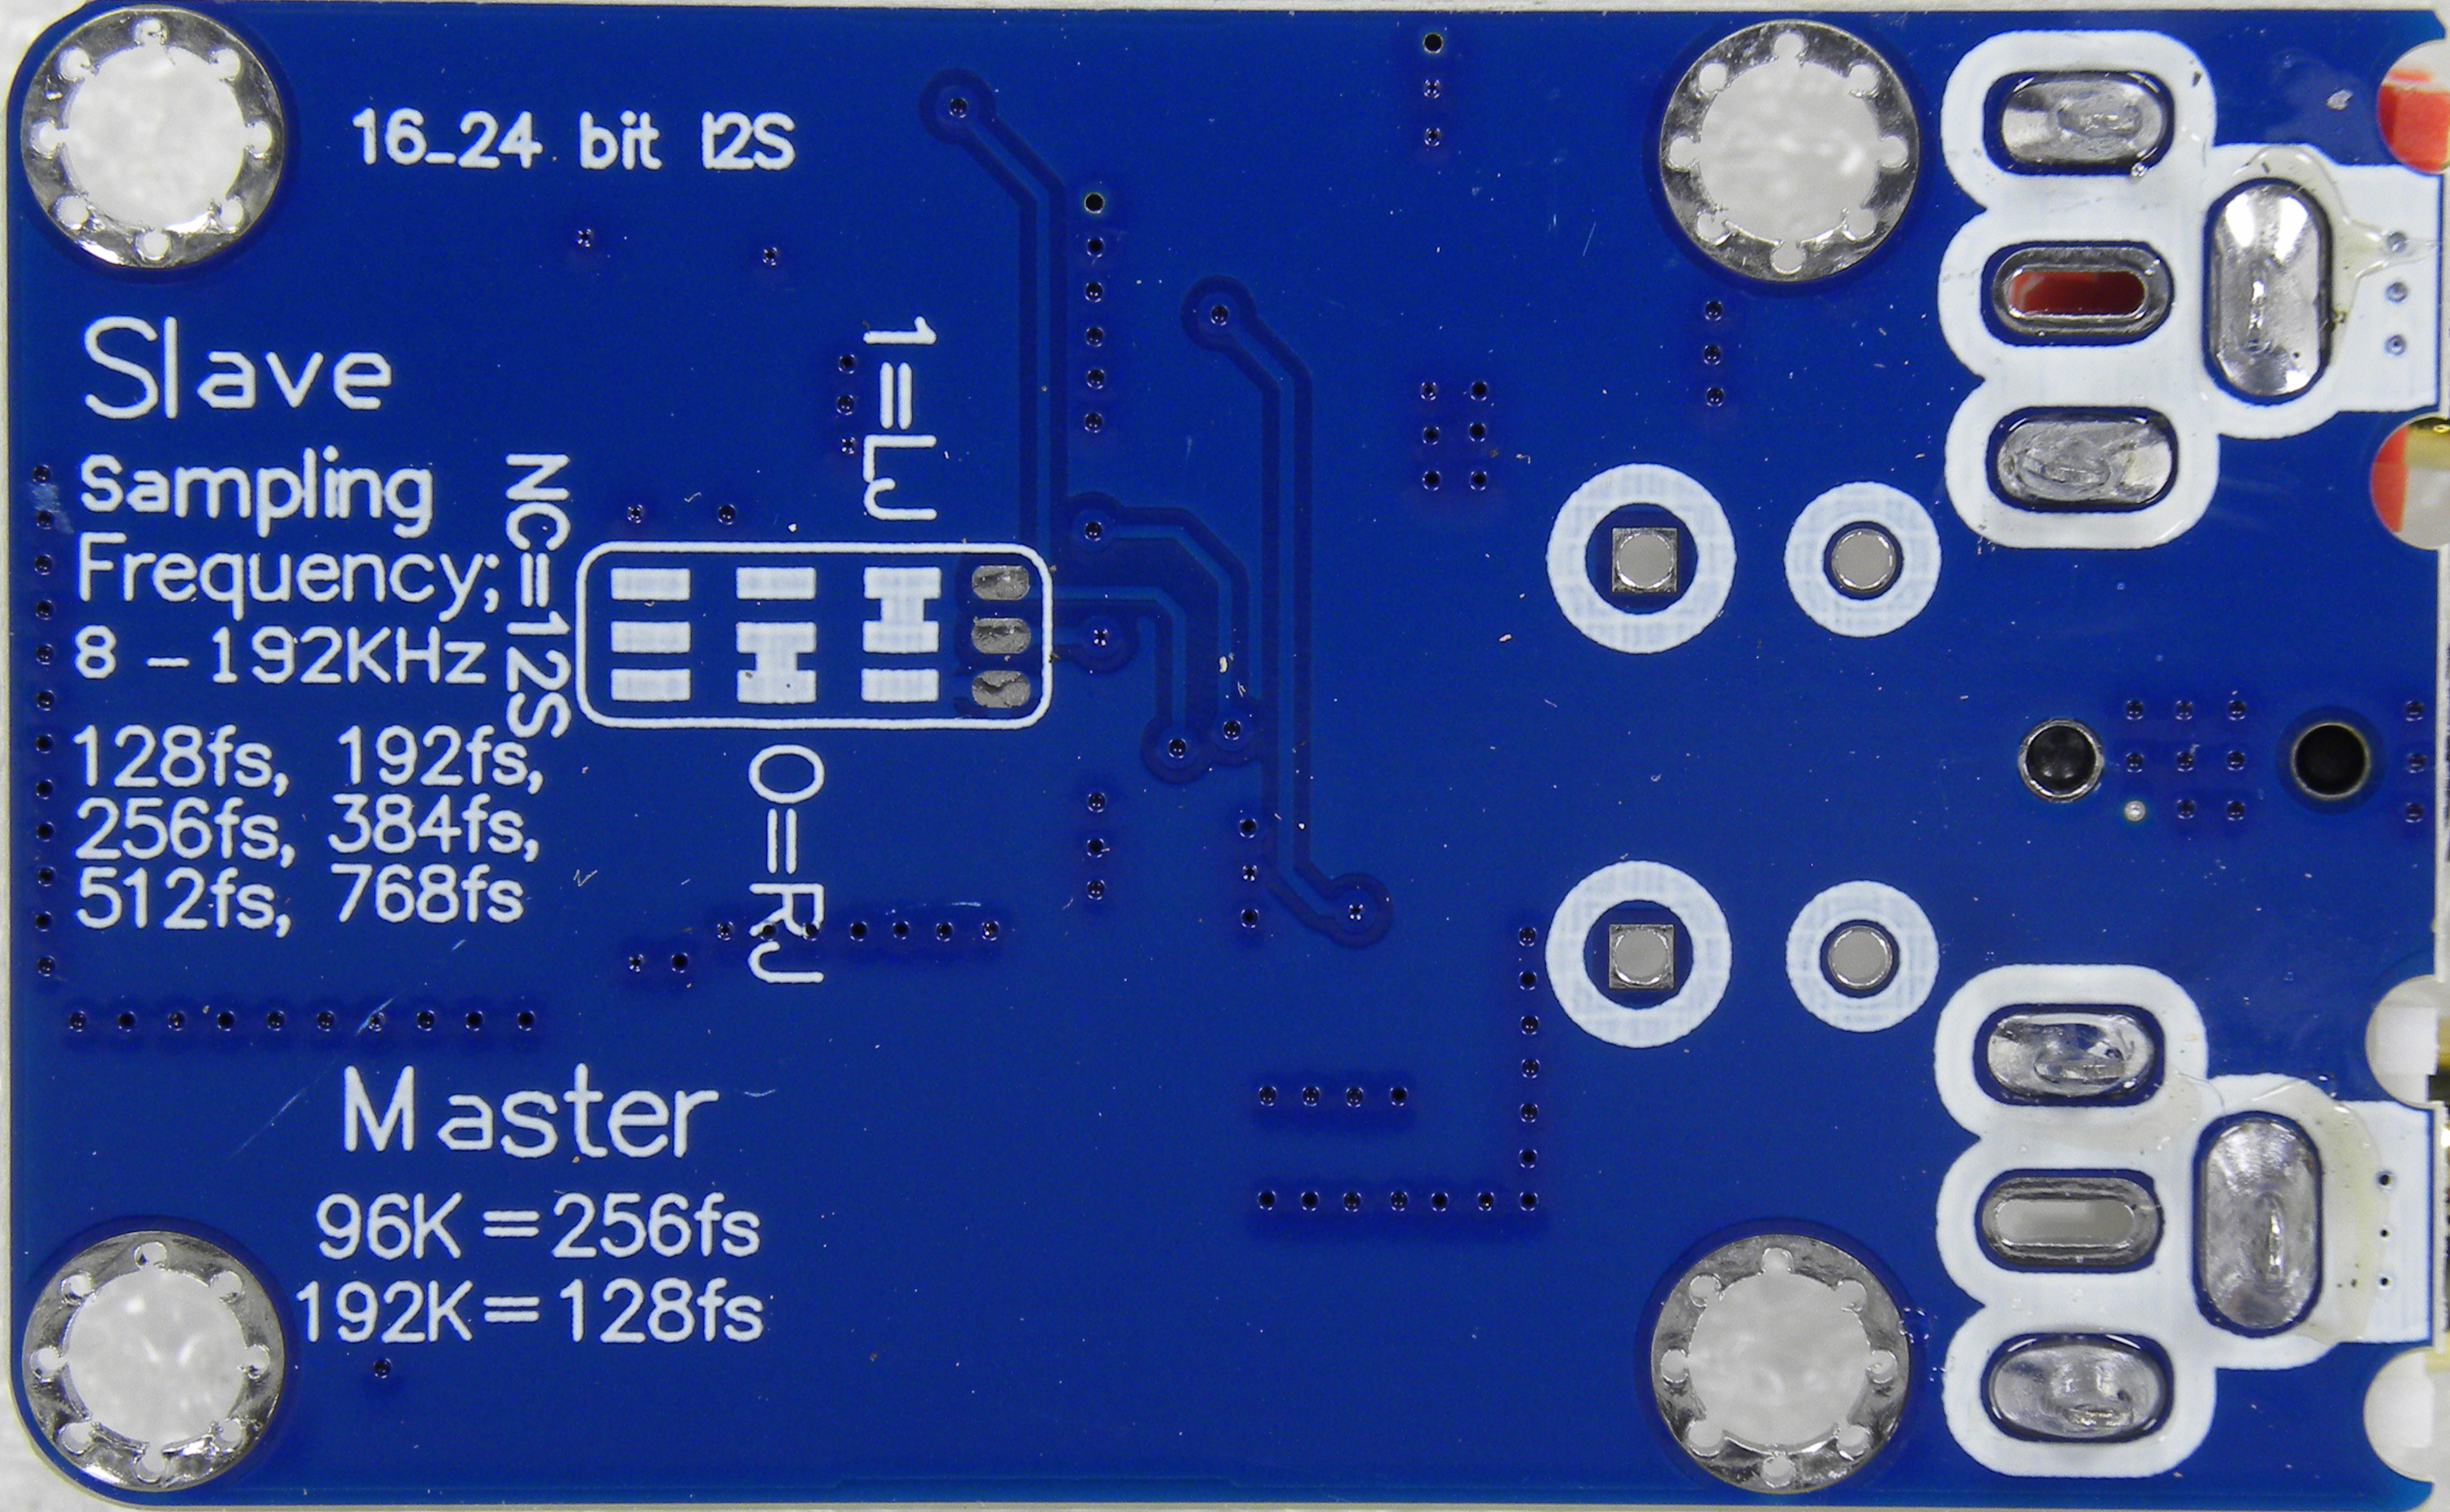 16_24 bit I2S
Slave
Sampling
Frequency;
8 - 192KHz
128fs, 192fs,
256fs, 384fs,
512fs, 768fs
NC=12S
1=LJ
0=RJ
Master
96K=256fs
192K=128fs